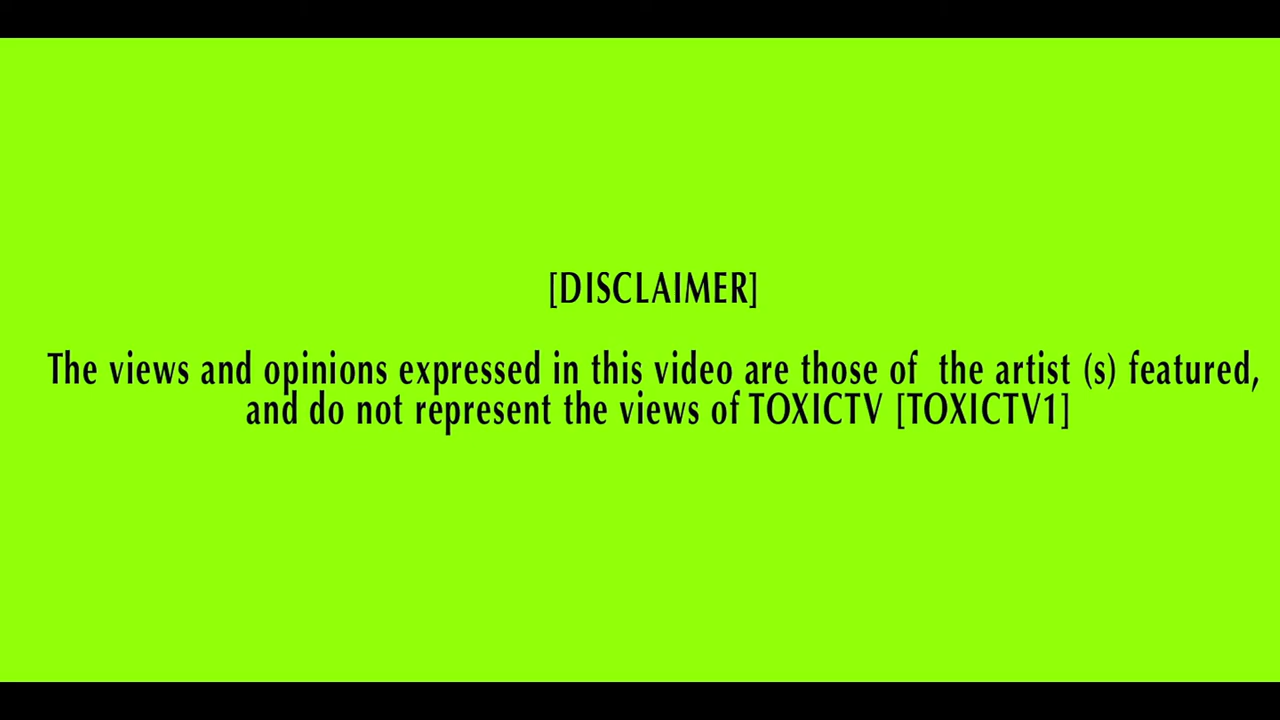 [DISCLAIMER]
The views and opinions expressed in this video are those of  the artist (s) featured,
and do not represent the views of TOXICTV [TOXICTV1]